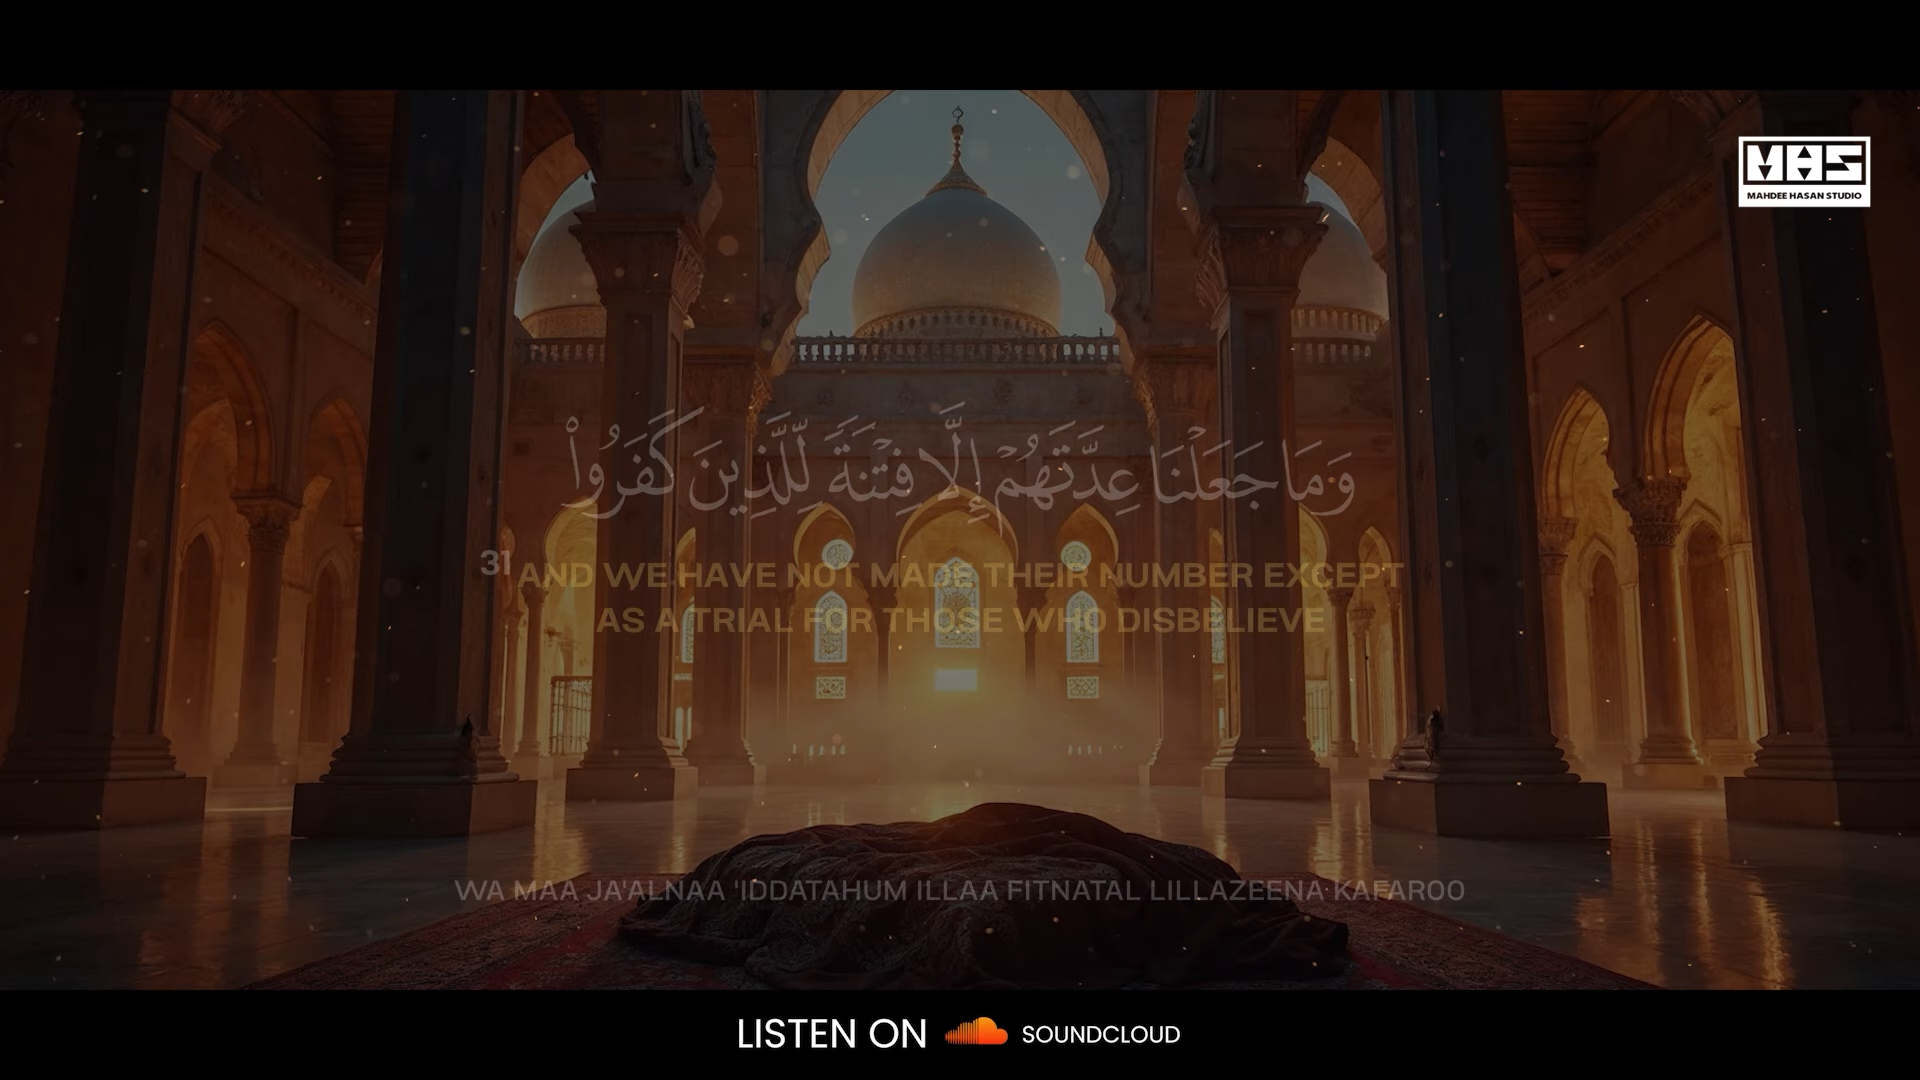 MHS
MAHDEE HASAN STUDIO
وَمَا جَعَلْنَا عِدَّتَهُمْ إِلَّا فِتْنَةً لِّلَّذِينَ كَفَرُوا۟
31 AND WE HAVE NOT MADE THEIR NUMBER EXCEPT
AS A TRIAL FOR THOSE WHO DISBELIEVE
WA MAA JA'ALNAA 'IDDATAHUM ILLAA FITNATAL LILLAZEENA KAFAROO
LISTEN ON SOUNDCLOUD